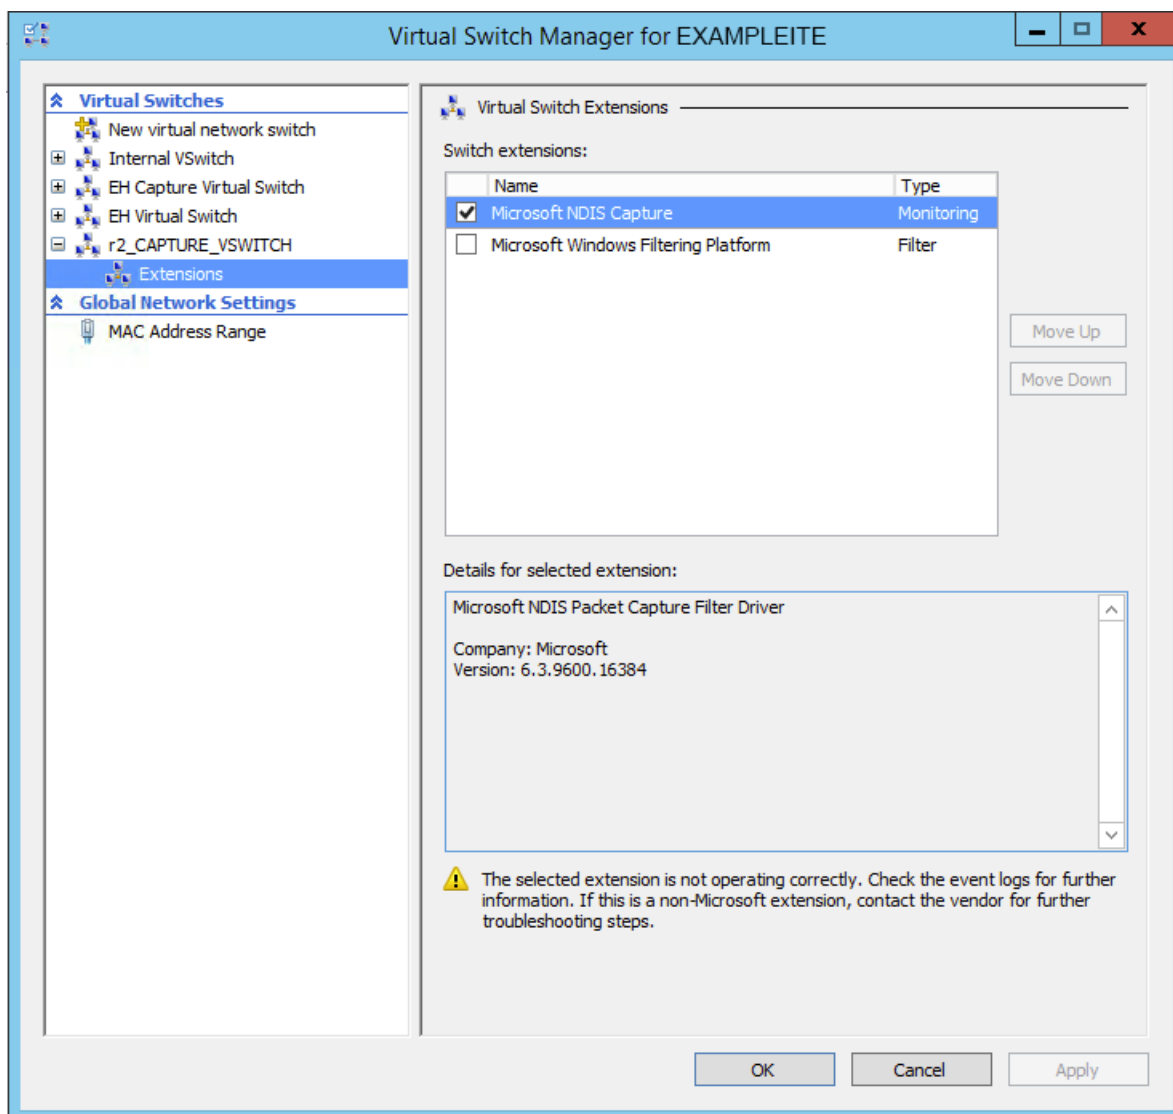 Virtual Switch Manager for EXAMPLEITE
Virtual Switches
New virtual network switch
Internal VSwitch
EH Capture Virtual Switch
EH Virtual Switch
r2_CAPTURE_VSWITCH
Extensions
Global Network Settings
MAC Address Range
Virtual Switch Extensions
Switch extensions:
Name Type
Microsoft NDIS Capture Monitoring
Microsoft Windows Filtering Platform Filter
Move Up
Move Down
Details for selected extension:
Microsoft NDIS Packet Capture Filter Driver
Company: Microsoft
Version: 6.3.9600.16384
The selected extension is not operating correctly. Check the event logs for further
information. If this is a non-Microsoft extension, contact the vendor for further
troubleshooting steps.
OK Cancel Apply